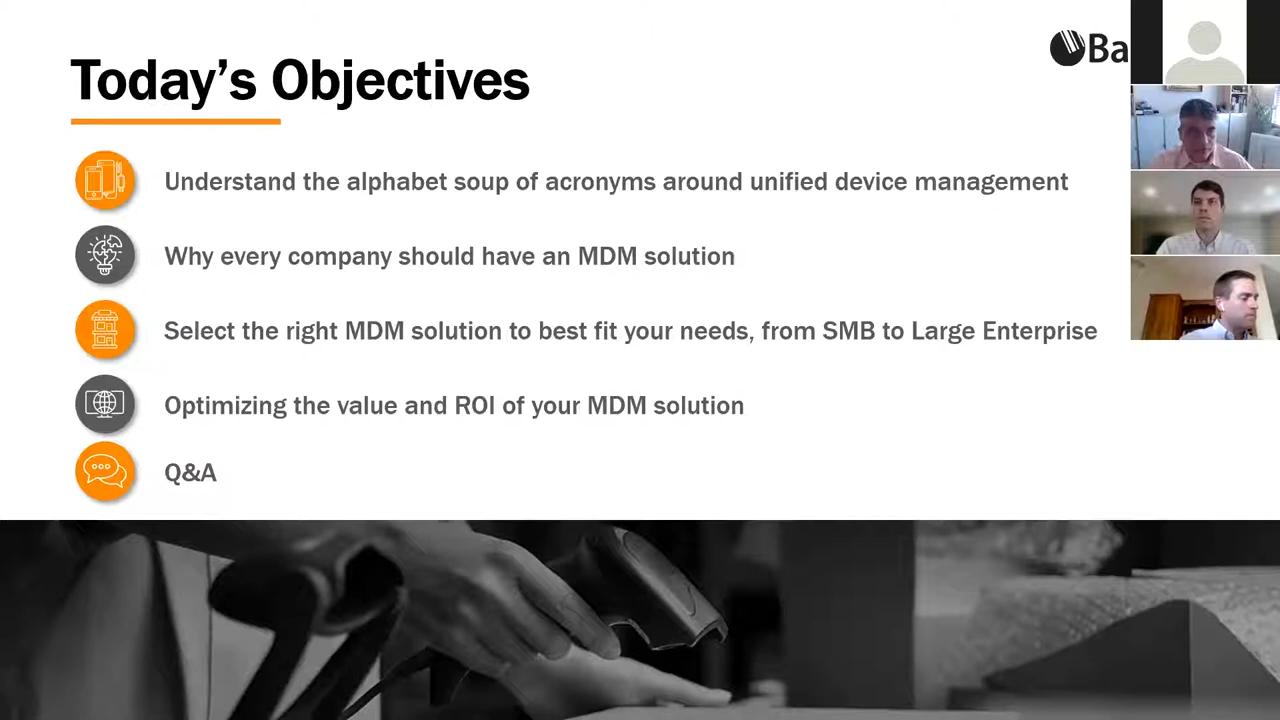 Today's Objectives
Ba
Understand the alphabet soup of acronyms around unified device management
Why every company should have an MDM solution
Select the right MDM solution to best fit your needs, from SMB to Large Enterprise
Optimizing the value and ROI of your MDM solution
Q&A